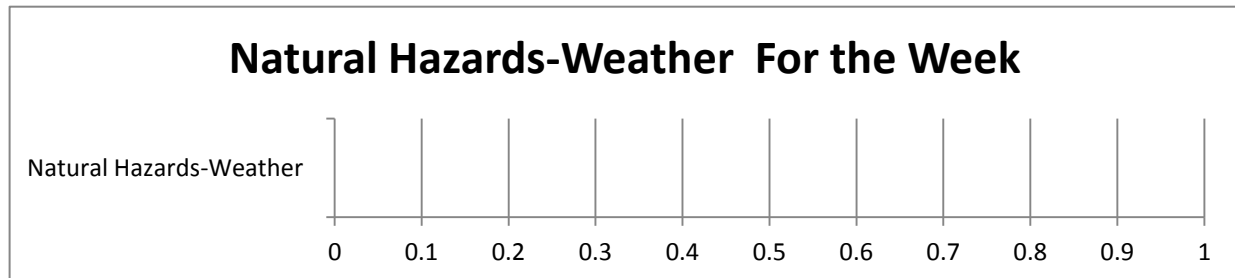 Natural Hazards-Weather  For the Week
Natural Hazards-Weather
0 0.1 0.2 0.3 0.4 0.5 0.6 0.7 0.8 0.9 1